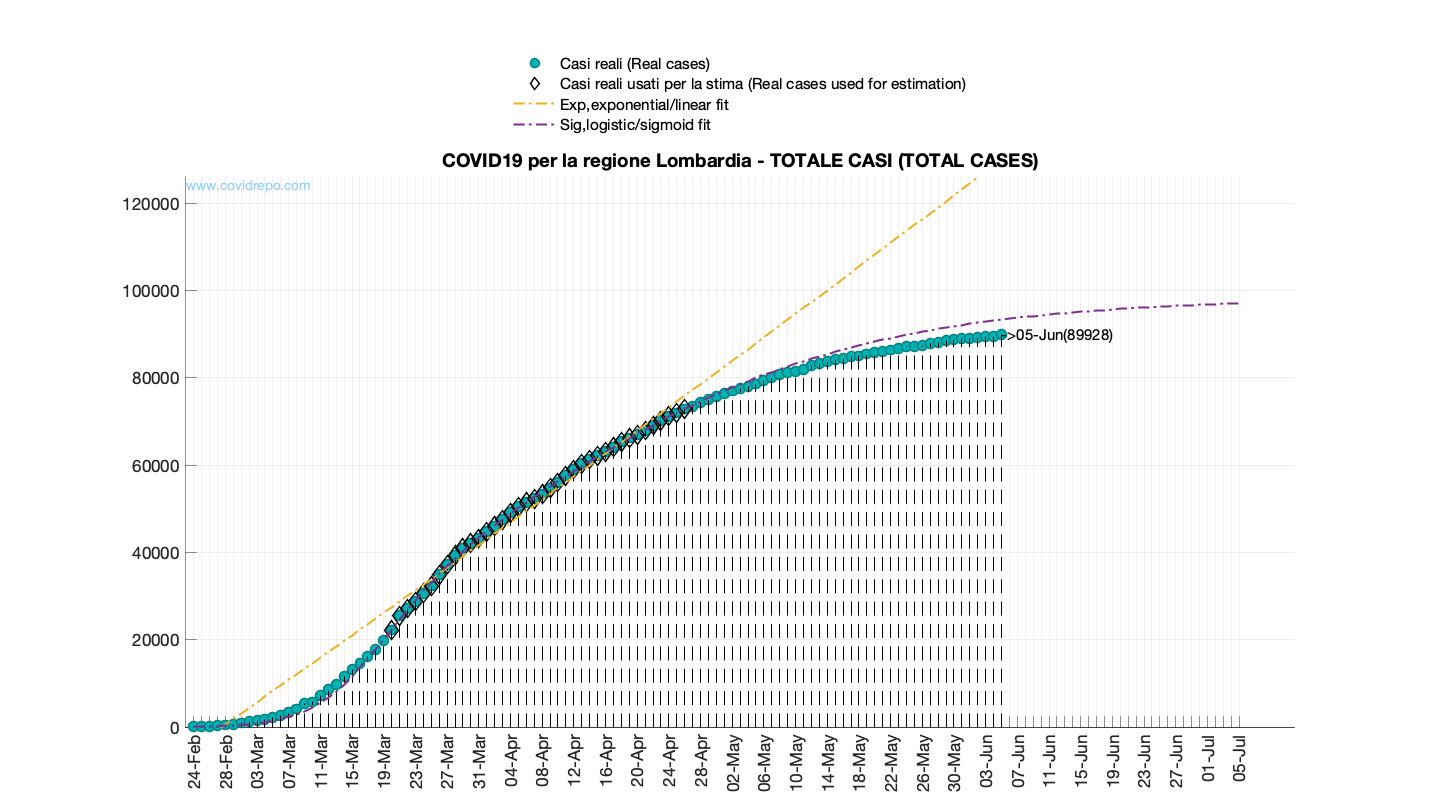 Casi reali (Real cases)
Casi reali usati per la stima (Real cases used for estimation)
Exp,exponential/linear fit
Sig,logistic/sigmoid fit
COVID19 per la regione Lombardia - TOTALE CASI (TOTAL CASES)
www.covidrepo.com
120000
100000
80000
60000
40000
20000
0
>05-Jun(89928)
24-Feb
28-Feb
03-Mar
07-Mar
11-Mar
15-Mar
19-Mar
23-Mar
27-Mar
31-Mar
04-Apr
08-Apr
12-Apr
16-Apr
20-Apr
24-Apr
28-Apr
02-May
06-May
10-May
14-May
18-May
22-May
26-May
30-May
03-Jun
07-Jun
11-Jun
15-Jun
19-Jun
23-Jun
27-Jun
01-Jul
05-Jul